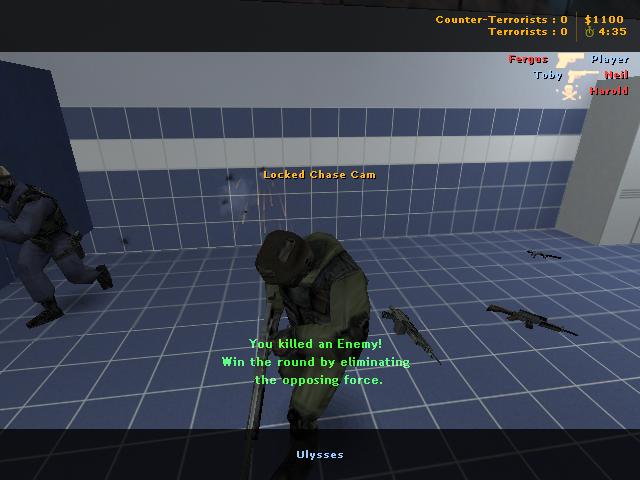 Counter-Terrorists : 0 $1100
Terrorists : 0 4:35
Fergus Player
Toby Neil
Harold
Locked Chase Cam
You killed an Enemy!
Win the round by eliminating
the opposing force.
Ulysses